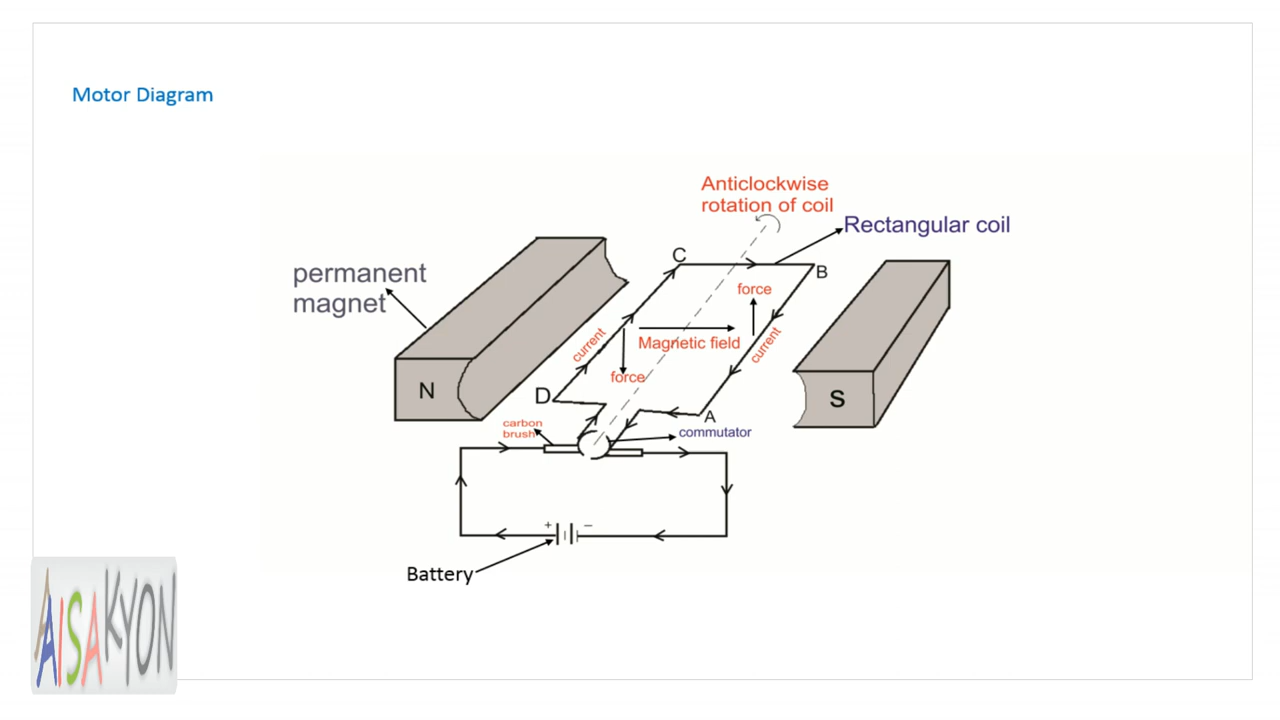 Motor Diagram
Anticlockwise
rotation of coil
Rectangular coil
C
B
permanent
magnet
force
current
Magnetic field
current
force
N
D
S
A
carbon
brush
commutator
+
−
Battery
AISAKYON